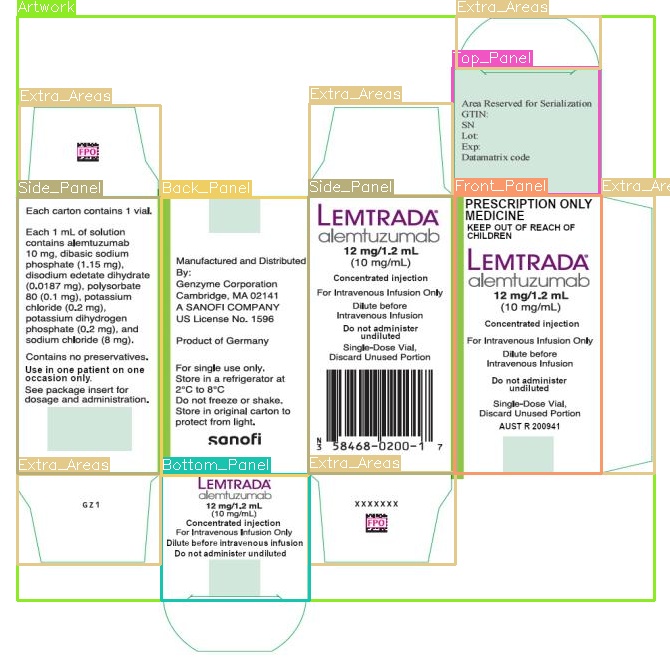 Artwork
Extra_Areas
Top_Panel
Area Reserved for Serialization
GTIN:
SN
Lot:
Exp:
Datamatrix code
Extra_Areas
FPO
Extra_Areas
Side_Panel
Each carton contains 1 vial.
Each 1 mL of solution
contains alemtuzumab
10 mg, dibasic sodium
phosphate (1.15 mg),
disodium edetate dihydrate
(0.0187 mg), polysorbate
80 (0.1 mg), potassium
chloride (0.2 mg),
potassium dihydrogen
phosphate (0.2 mg), and
sodium chloride (8 mg).
Contains no preservatives.
Use in one patient on one
occasion only.
See package insert for
dosage and administration.
Back_Panel
Manufactured and Distributed
By:
Genzyme Corporation
Cambridge, MA 02141
A SANOFI COMPANY
US License No. 1596
Product of Germany
For single use only.
Store in a refrigerator at
2°C to 8°C
Do not freeze or shake.
Store in original carton to
protect from light.
sanofi
Side_Panel
LEMTRADA®
alemtuzumab
12 mg/1.2 mL
(10 mg/mL)
Concentrated injection
For Intravenous Infusion Only
Dilute before
Intravenous Infusion
Do not administer
undiluted
Single-Dose Vial,
Discard Unused Portion
N
3 58468-0200-1 7
Front_Panel
PRESCRIPTION ONLY
MEDICINE
KEEP OUT OF REACH OF
CHILDREN
LEMTRADA®
alemtuzumab
12 mg/1.2 mL
(10 mg/mL)
Concentrated injection
For Intravenous Infusion Only
Dilute before
Intravenous Infusion
Do not administer
undiluted
Single-Dose Vial,
Discard Unused Portion
AUST R 200941
Extra_Are
Extra_Areas
GZ1
Bottom_Panel
LEMTRADA®
alemtuzumab
12 mg/1.2 mL
(10 mg/mL)
Concentrated injection
For Intravenous Infusion Only
Dilute before intravenous infusion
Do not administer undiluted
Extra_Areas
XXXXXXX
FPO